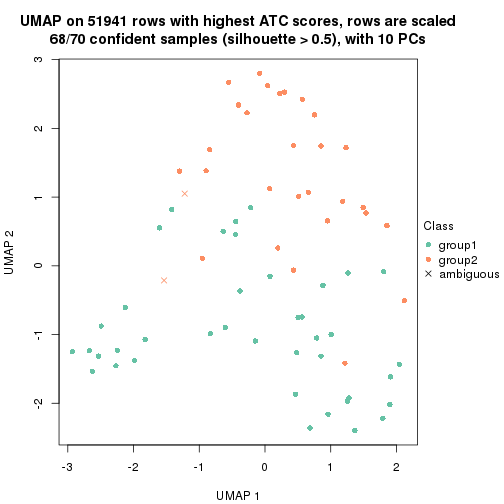 UMAP on 51941 rows with highest ATC scores, rows are scaled
68/70 confident samples (silhouette > 0.5), with 10 PCs
3
2
1
0
-1
-2
UMAP 2
-3
-2
-1
0
1
2
UMAP 1
Class
group1
group2
ambiguous